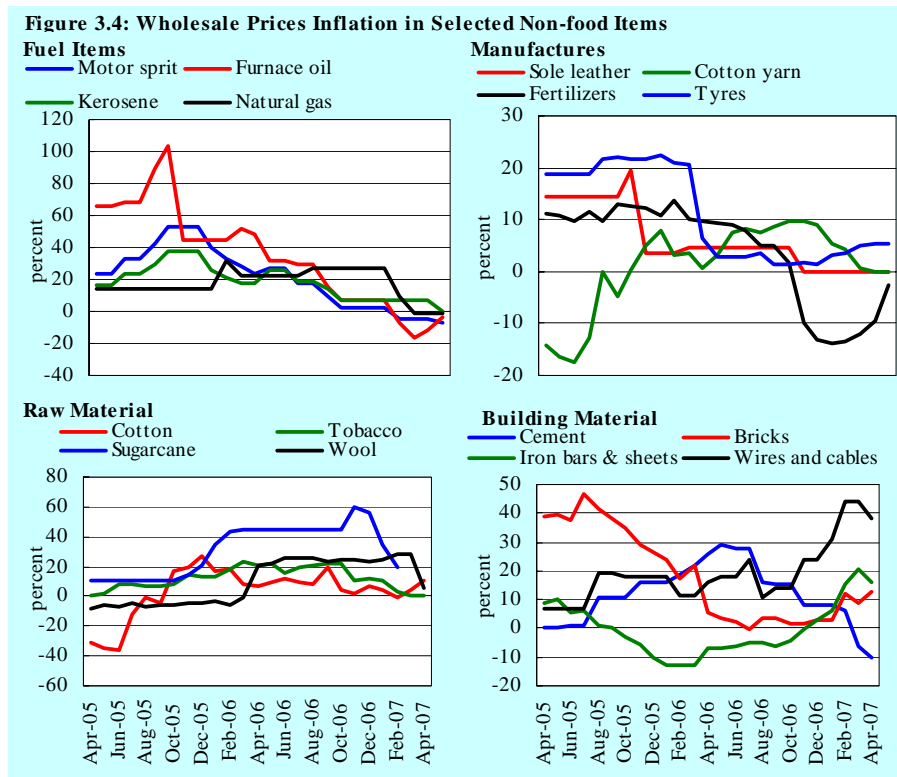 Figure 3.4: Wholesale Prices Inflation in Selected Non-food Items
Fuel Items
Motor sprit Furnace oil
Kerosene Natural gas
120
100
80
60
40
20
0
-20
-40
percent
Manufactures
Sole leather Cotton yarn
Fertilizers Tyres
30
20
10
0
-10
-20
percent
Raw Material
Cotton Tobacco
Sugarcane Wool
80
60
40
20
0
-20
-40
-60
percent
Apr-05
Jun-05
Aug-05
Oct-05
Dec-05
Feb-06
Apr-06
Jun-06
Aug-06
Oct-06
Dec-06
Feb-07
Apr-07
Building Material
Cement Bricks
Iron bars & sheets Wires and cables
50
40
30
20
10
0
-10
-20
percent
Apr-05
Jun-05
Aug-05
Oct-05
Dec-05
Feb-06
Apr-06
Jun-06
Aug-06
Oct-06
Dec-06
Feb-07
Apr-07